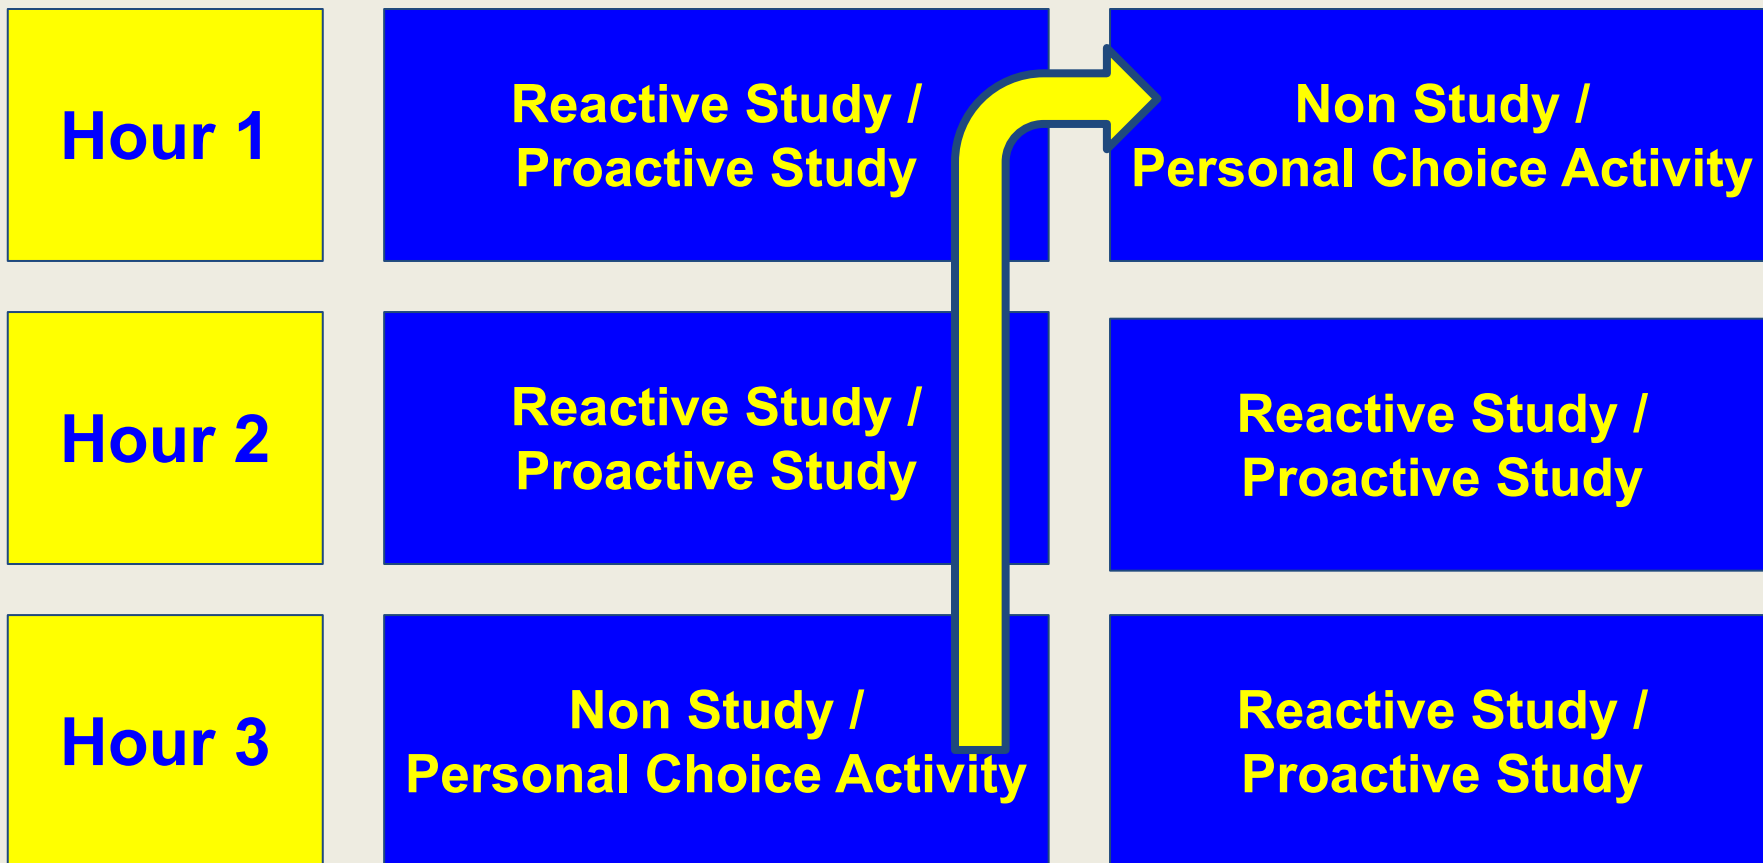 Hour 1
Reactive Study /
Proactive Study
Non Study /
Personal Choice Activity
Hour 2
Reactive Study /
Proactive Study
Reactive Study /
Proactive Study
Hour 3
Non Study /
Personal Choice Activity
Reactive Study /
Proactive Study